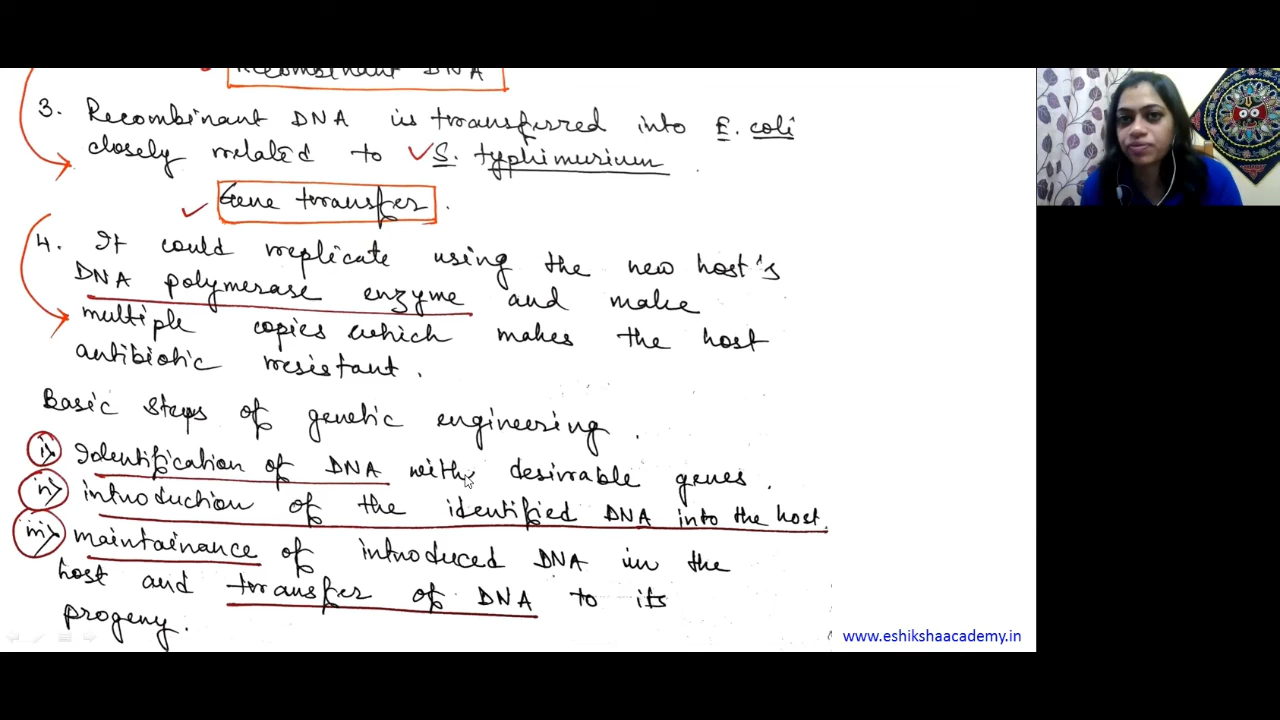 Recombinant DNA
3. Recombinant DNA is transferred into E. coli
closely related to S. typhimurium
Gene transfer.
4. It could replicate using the new host's
DNA polymerase enzyme and make
multiple copies which makes the host
antibiotic resistant.
Basic steps of genetic engineering.
i> Identification of DNA with desirable genes.
ii> introduction of the identified DNA into the host.
iii> maintainance of introduced DNA in the
host and transfer of DNA to its
progeny.
www.eshikshaacademy.in